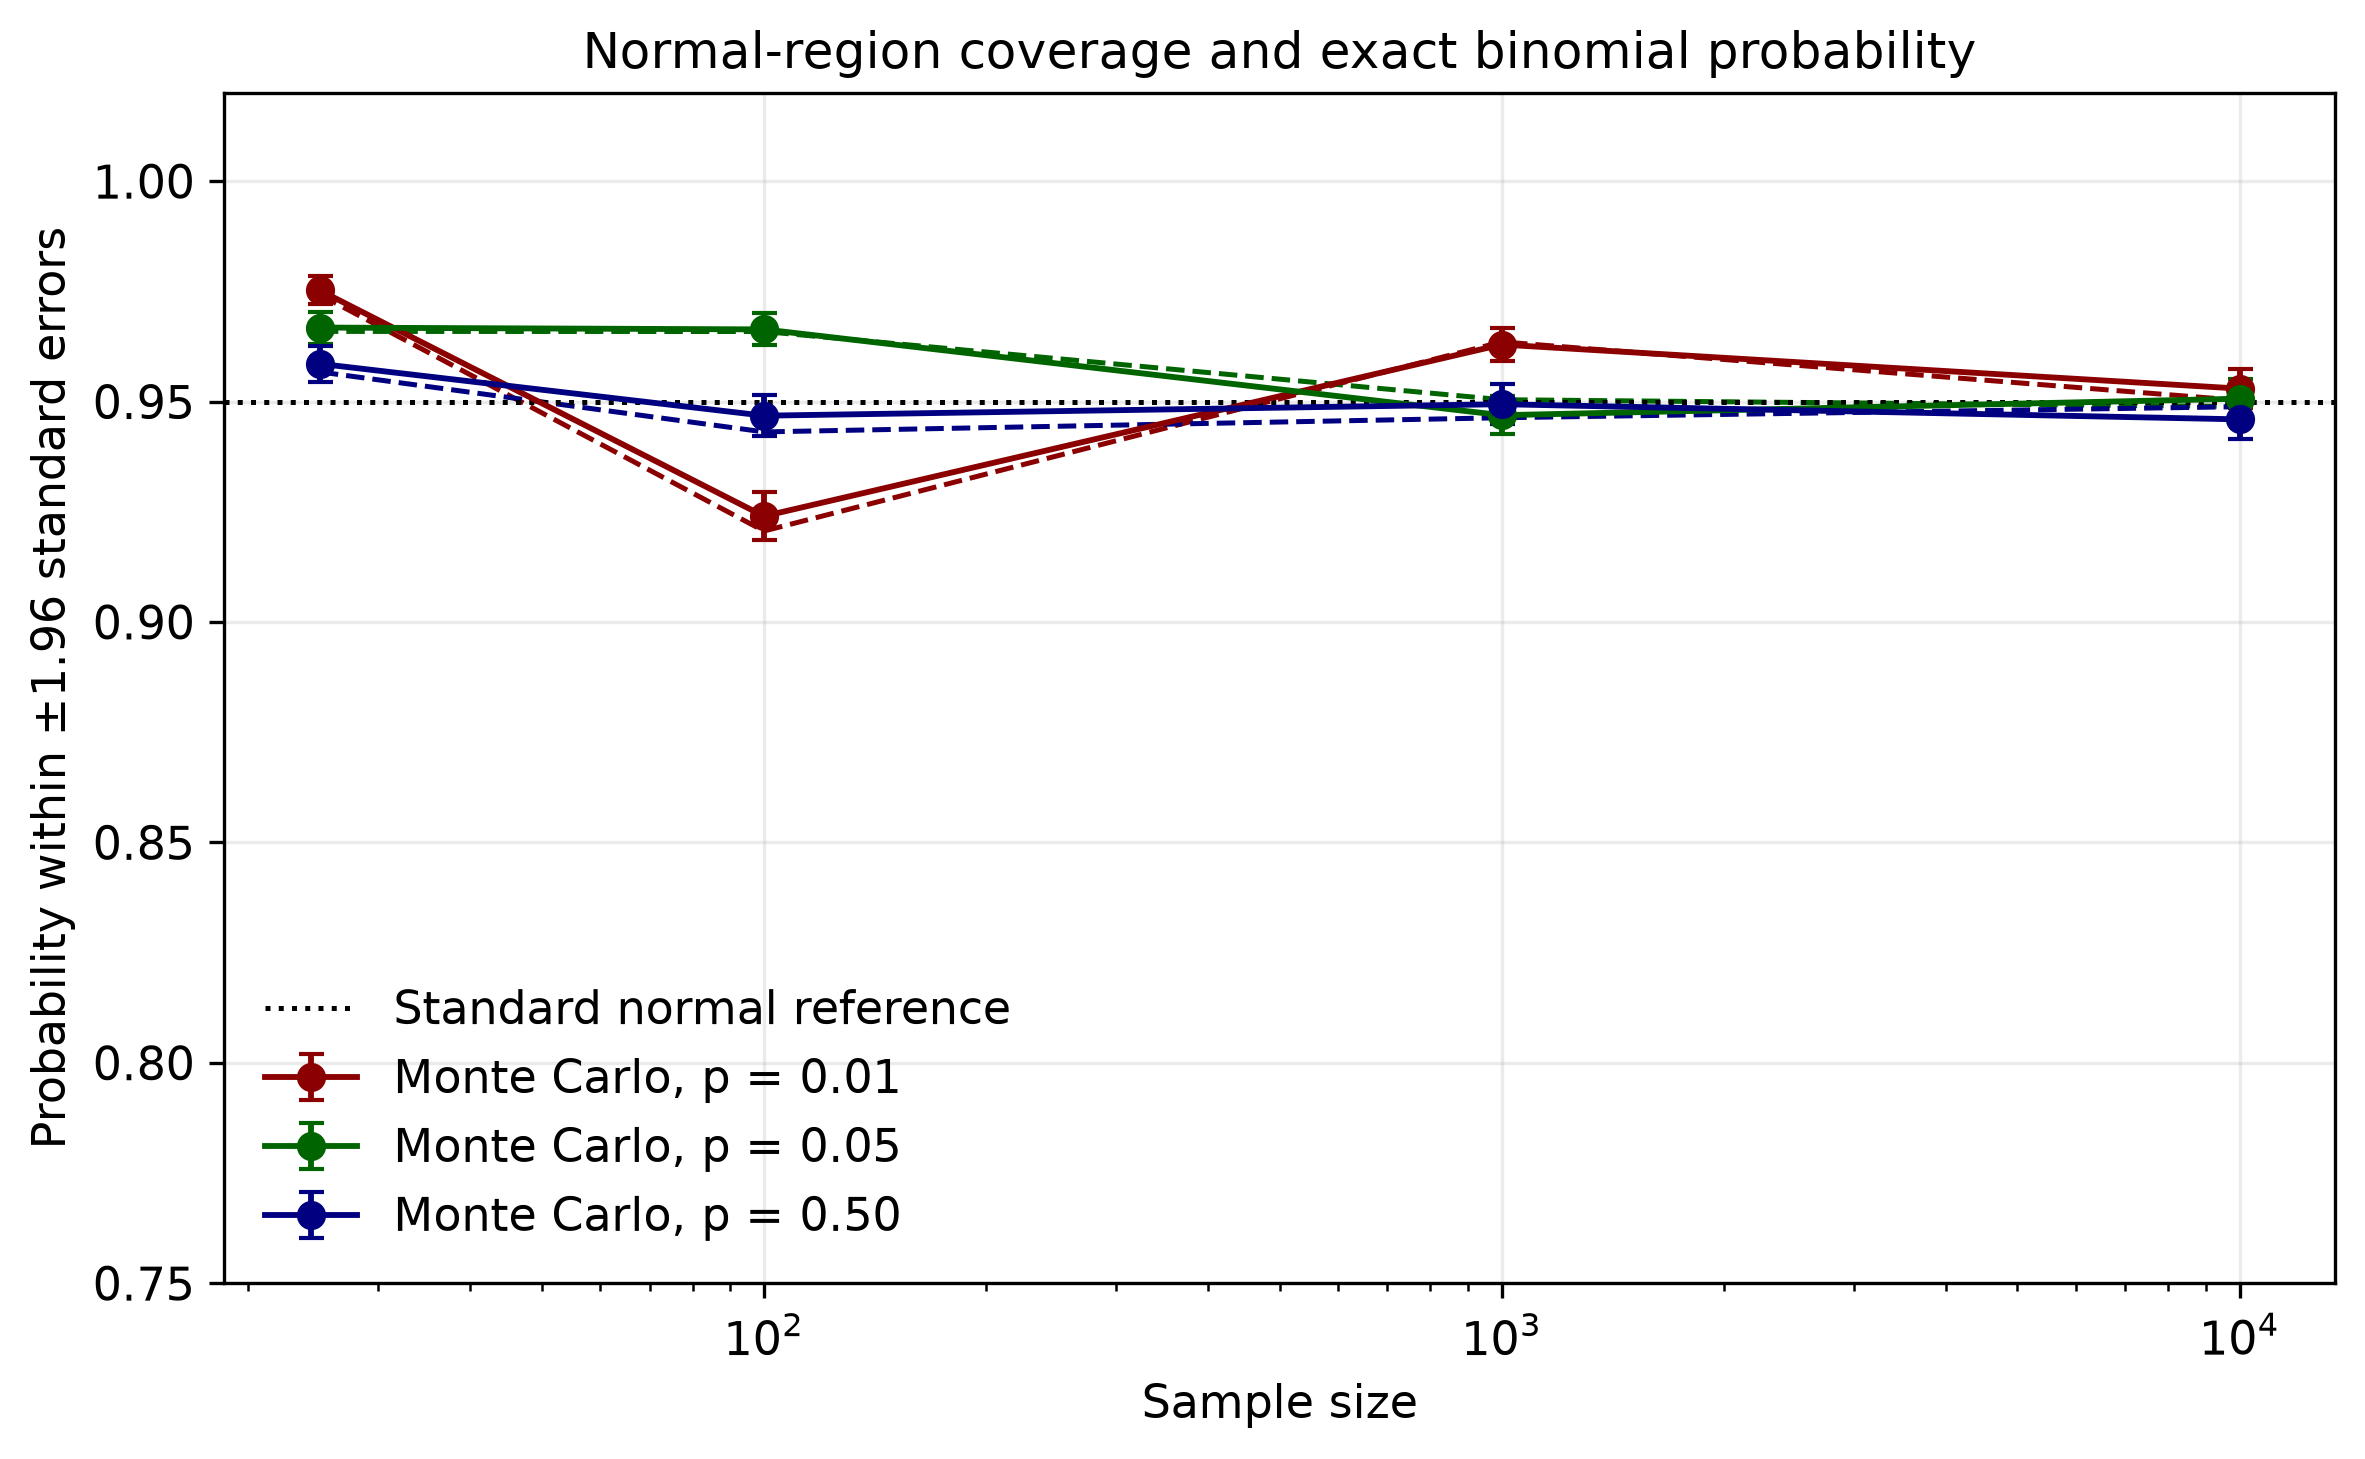 Normal-region coverage and exact binomial probability
Probability within ±1.96 standard errors
1.00
0.95
0.90
0.85
0.80
0.75
Standard normal reference
Monte Carlo, p = 0.01
Monte Carlo, p = 0.05
Monte Carlo, p = 0.50
10² 10³ 10⁴
Sample size